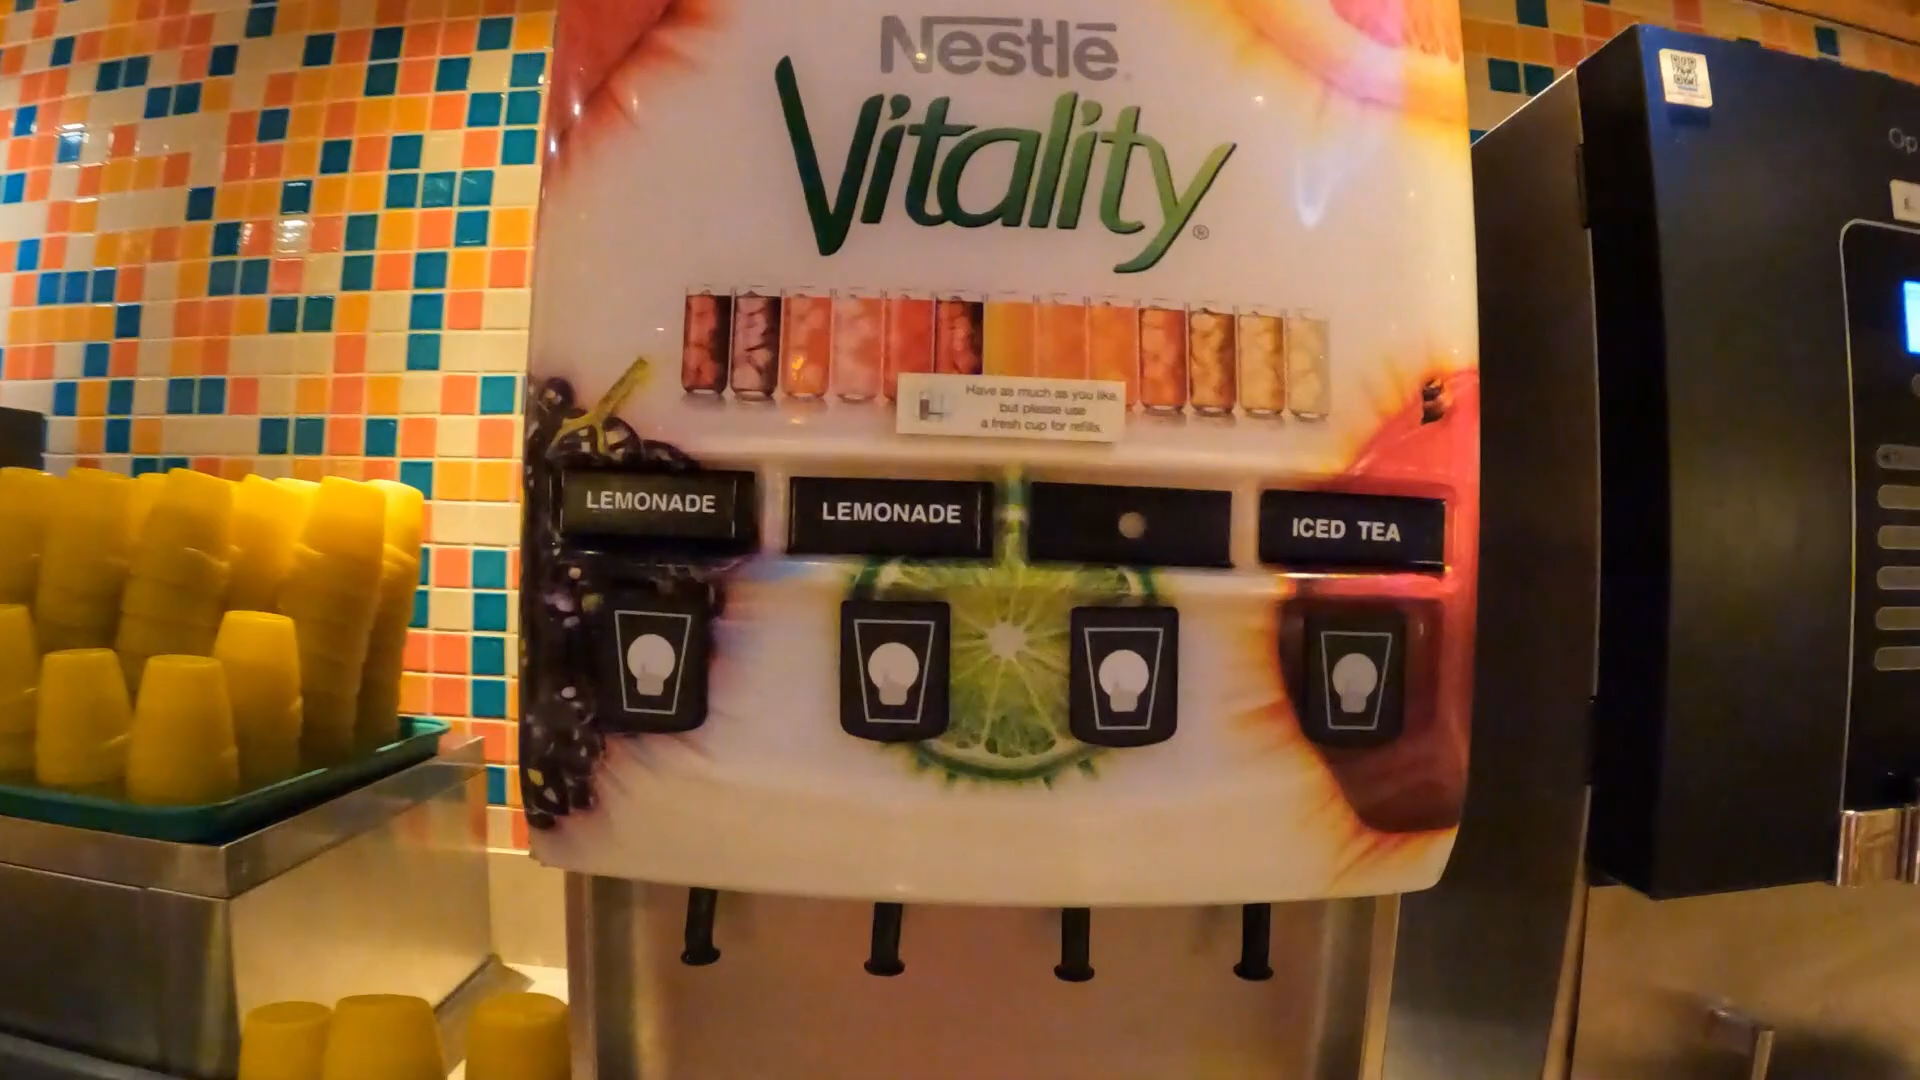 Nestlē
Vitality®
Have as much as you like,
but please use
a fresh cup for refills.
LEMONADE
LEMONADE
ICED TEA
Op